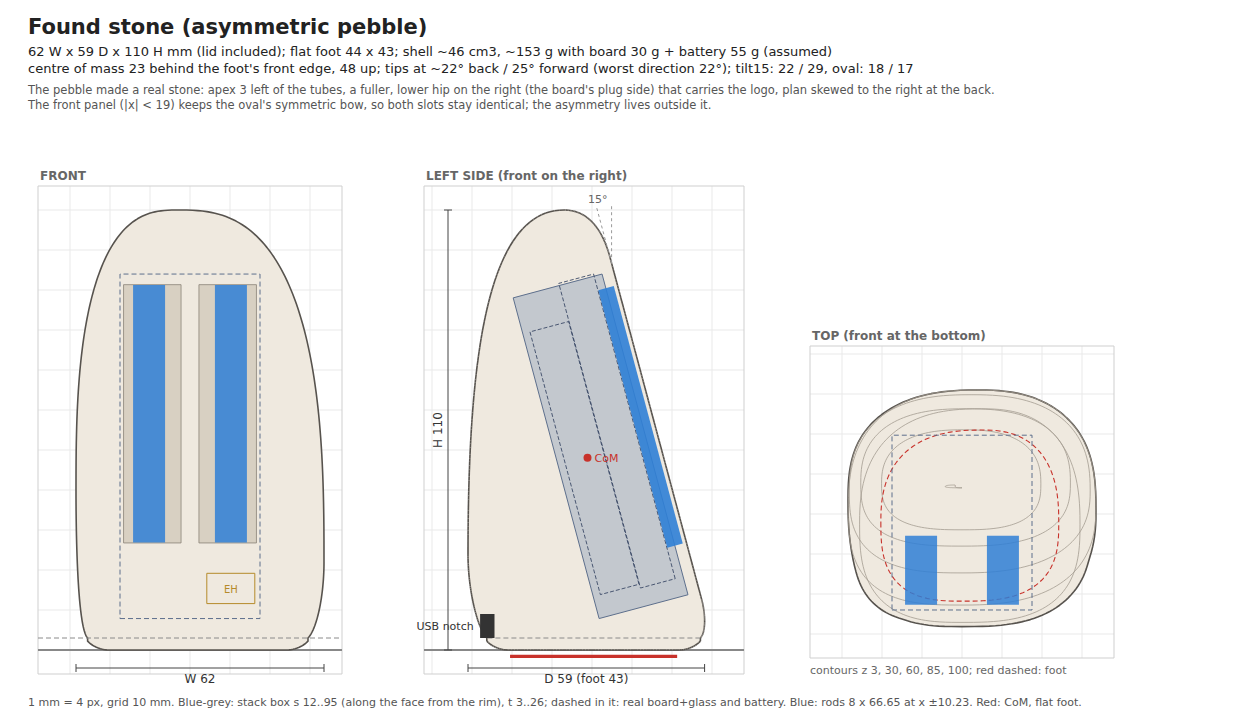 Found stone (asymmetric pebble)
62 W x 59 D x 110 H mm (lid included); flat foot 44 x 43; shell ~46 cm3, ~153 g with board 30 g + battery 55 g (assumed)
centre of mass 23 behind the foot's front edge, 48 up; tips at ~22° back / 25° forward (worst direction 22°); tilt15: 22 / 29, oval: 18 / 17
The pebble made a real stone: apex 3 left of the tubes, a fuller, lower hip on the right (the board's plug side) that carries the logo, plan skewed to the right at the back.
The front panel (|x| < 19) keeps the oval's symmetric bow, so both slots stay identical; the asymmetry lives outside it.
FRONT
EH
W 62
LEFT SIDE (front on the right)
15°
H 110
CoM
USB notch
D 59 (foot 43)
TOP (front at the bottom)
contours z 3, 30, 60, 85, 100; red dashed: foot
1 mm = 4 px, grid 10 mm. Blue-grey: stack box s 12..95 (along the face from the rim), t 3..26; dashed in it: real board+glass and battery. Blue: rods 8 x 66.65 at x ±10.23. Red: CoM, flat foot.